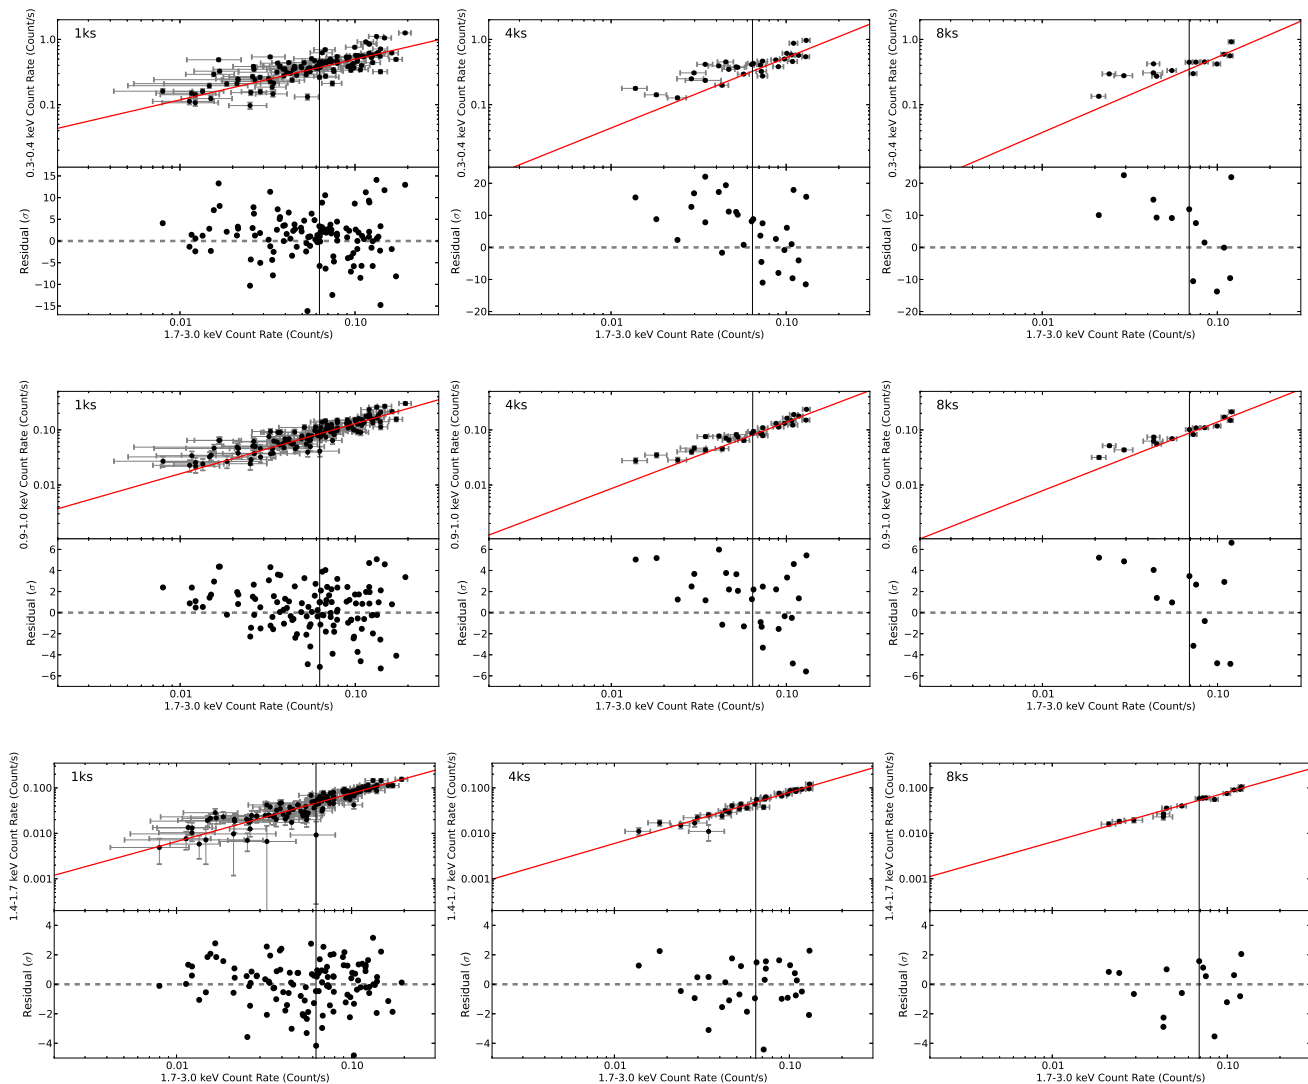 1ks
4ks
8ks
0.3-0.4 keV Count Rate (Count/s)
1.0
0.1
0.3-0.4 keV Count Rate (Count/s)
1.0
0.1
0.3-0.4 keV Count Rate (Count/s)
1.0
0.1
Residual (σ)
15
10
5
0
−5
−10
−15
Residual (σ)
20
10
0
−10
−20
Residual (σ)
20
10
0
−10
−20
0.01 0.10
0.01 0.10
0.01 0.10
1.7-3.0 keV Count Rate (Count/s)
1.7-3.0 keV Count Rate (Count/s)
1.7-3.0 keV Count Rate (Count/s)
1ks
4ks
8ks
0.9-1.0 keV Count Rate (Count/s)
0.10
0.01
0.9-1.0 keV Count Rate (Count/s)
0.10
0.01
0.9-1.0 keV Count Rate (Count/s)
0.10
0.01
Residual (σ)
6
4
2
0
−2
−4
−6
Residual (σ)
6
4
2
0
−2
−4
−6
Residual (σ)
6
4
2
0
−2
−4
−6
0.01 0.10
0.01 0.10
0.01 0.10
1.7-3.0 keV Count Rate (Count/s)
1.7-3.0 keV Count Rate (Count/s)
1.7-3.0 keV Count Rate (Count/s)
1ks
4ks
8ks
1.4-1.7 keV Count Rate (Count/s)
0.100
0.010
0.001
1.4-1.7 keV Count Rate (Count/s)
0.100
0.010
0.001
1.4-1.7 keV Count Rate (Count/s)
0.100
0.010
0.001
Residual (σ)
4
2
0
−2
−4
Residual (σ)
4
2
0
−2
−4
Residual (σ)
4
2
0
−2
−4
0.01 0.10
0.01 0.10
0.01 0.10
1.7-3.0 keV Count Rate (Count/s)
1.7-3.0 keV Count Rate (Count/s)
1.7-3.0 keV Count Rate (Count/s)